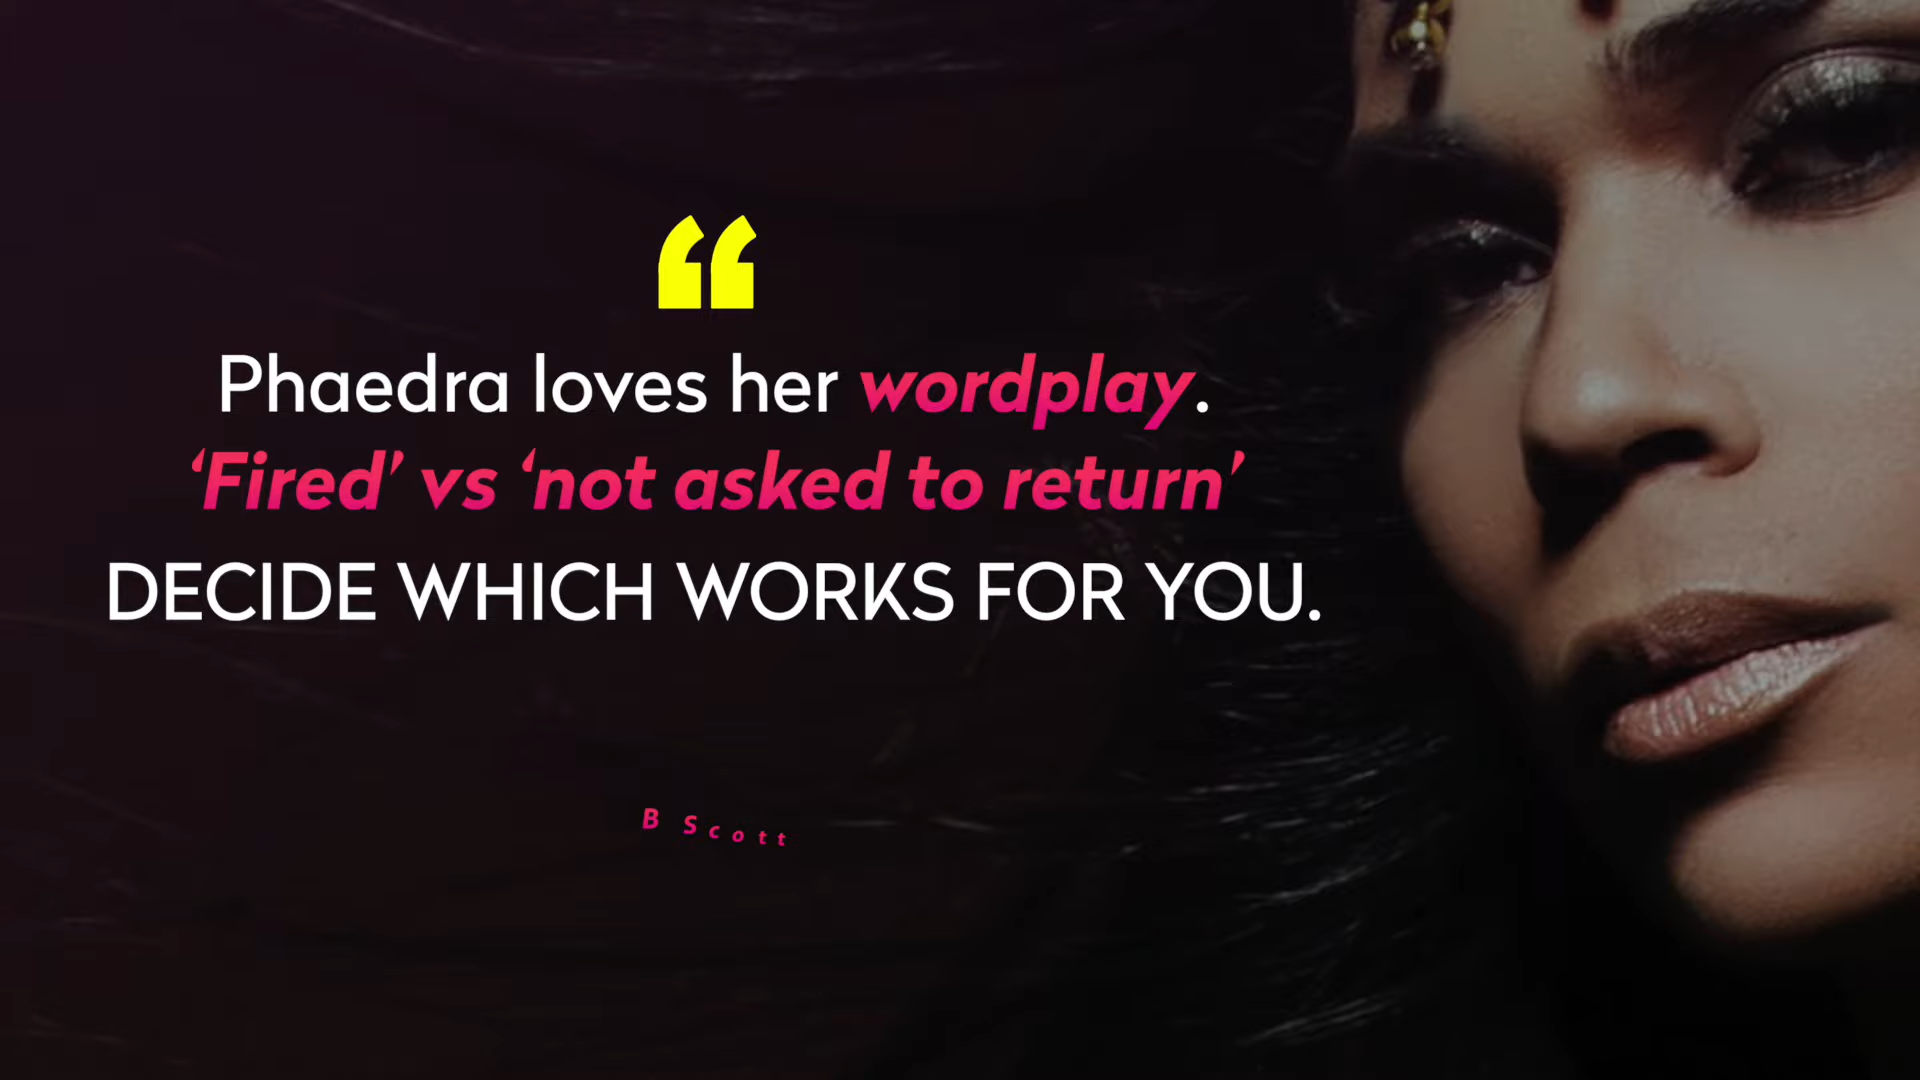 “
Phaedra loves her wordplay.
‘Fired’ vs ‘not asked to return’
DECIDE WHICH WORKS FOR YOU.
B Scott